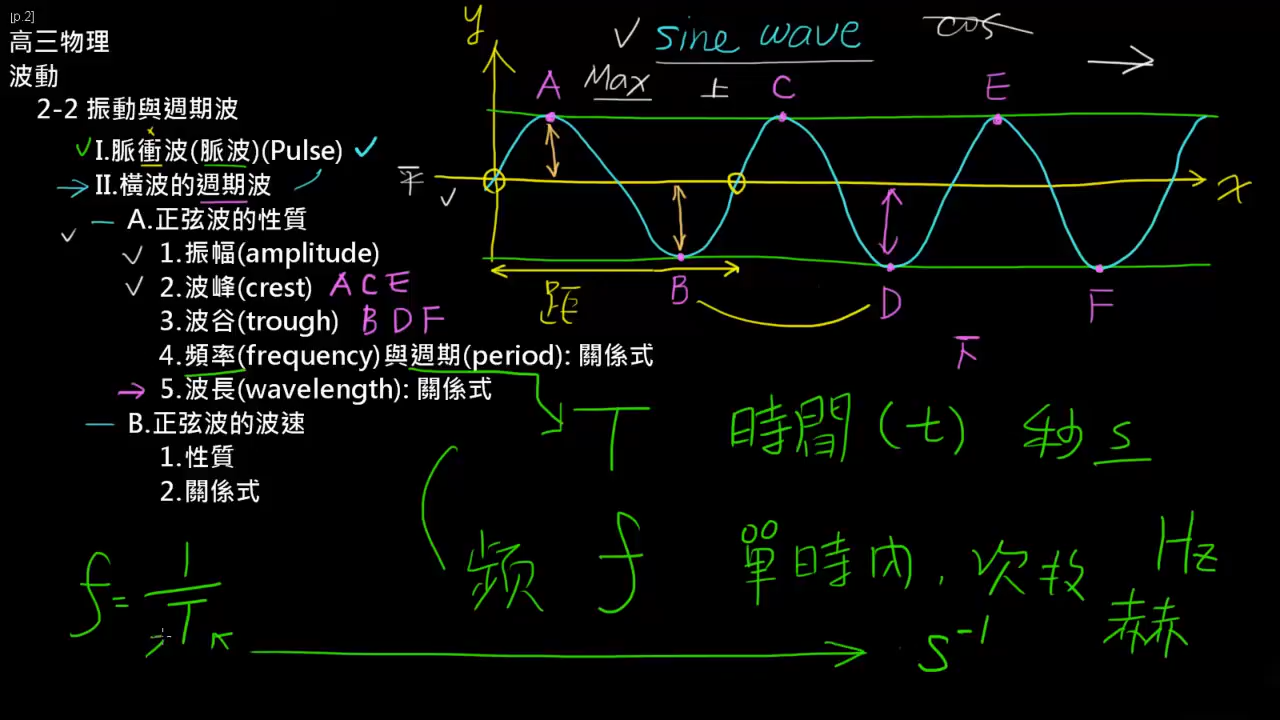 [p.2]
高三物理
波動
2-2 振動與週期波
I.脈衝波(脈波)(Pulse)
II.橫波的週期波
A.正弦波的性質
1.振幅(amplitude)
2.波峰(crest) A C E
3.波谷(trough) B D F
4.頻率(frequency)與週期(period): 關係式
5.波長(wavelength): 關係式
B.正弦波的波速
1.性質
2.關係式
y
sine wave
cos
Max 上
A C E
平
x
距
B D F
下
T 時間(t) 秒 s
頻 f 單時內, 次數 Hz
赫
f = 1/T
s⁻¹